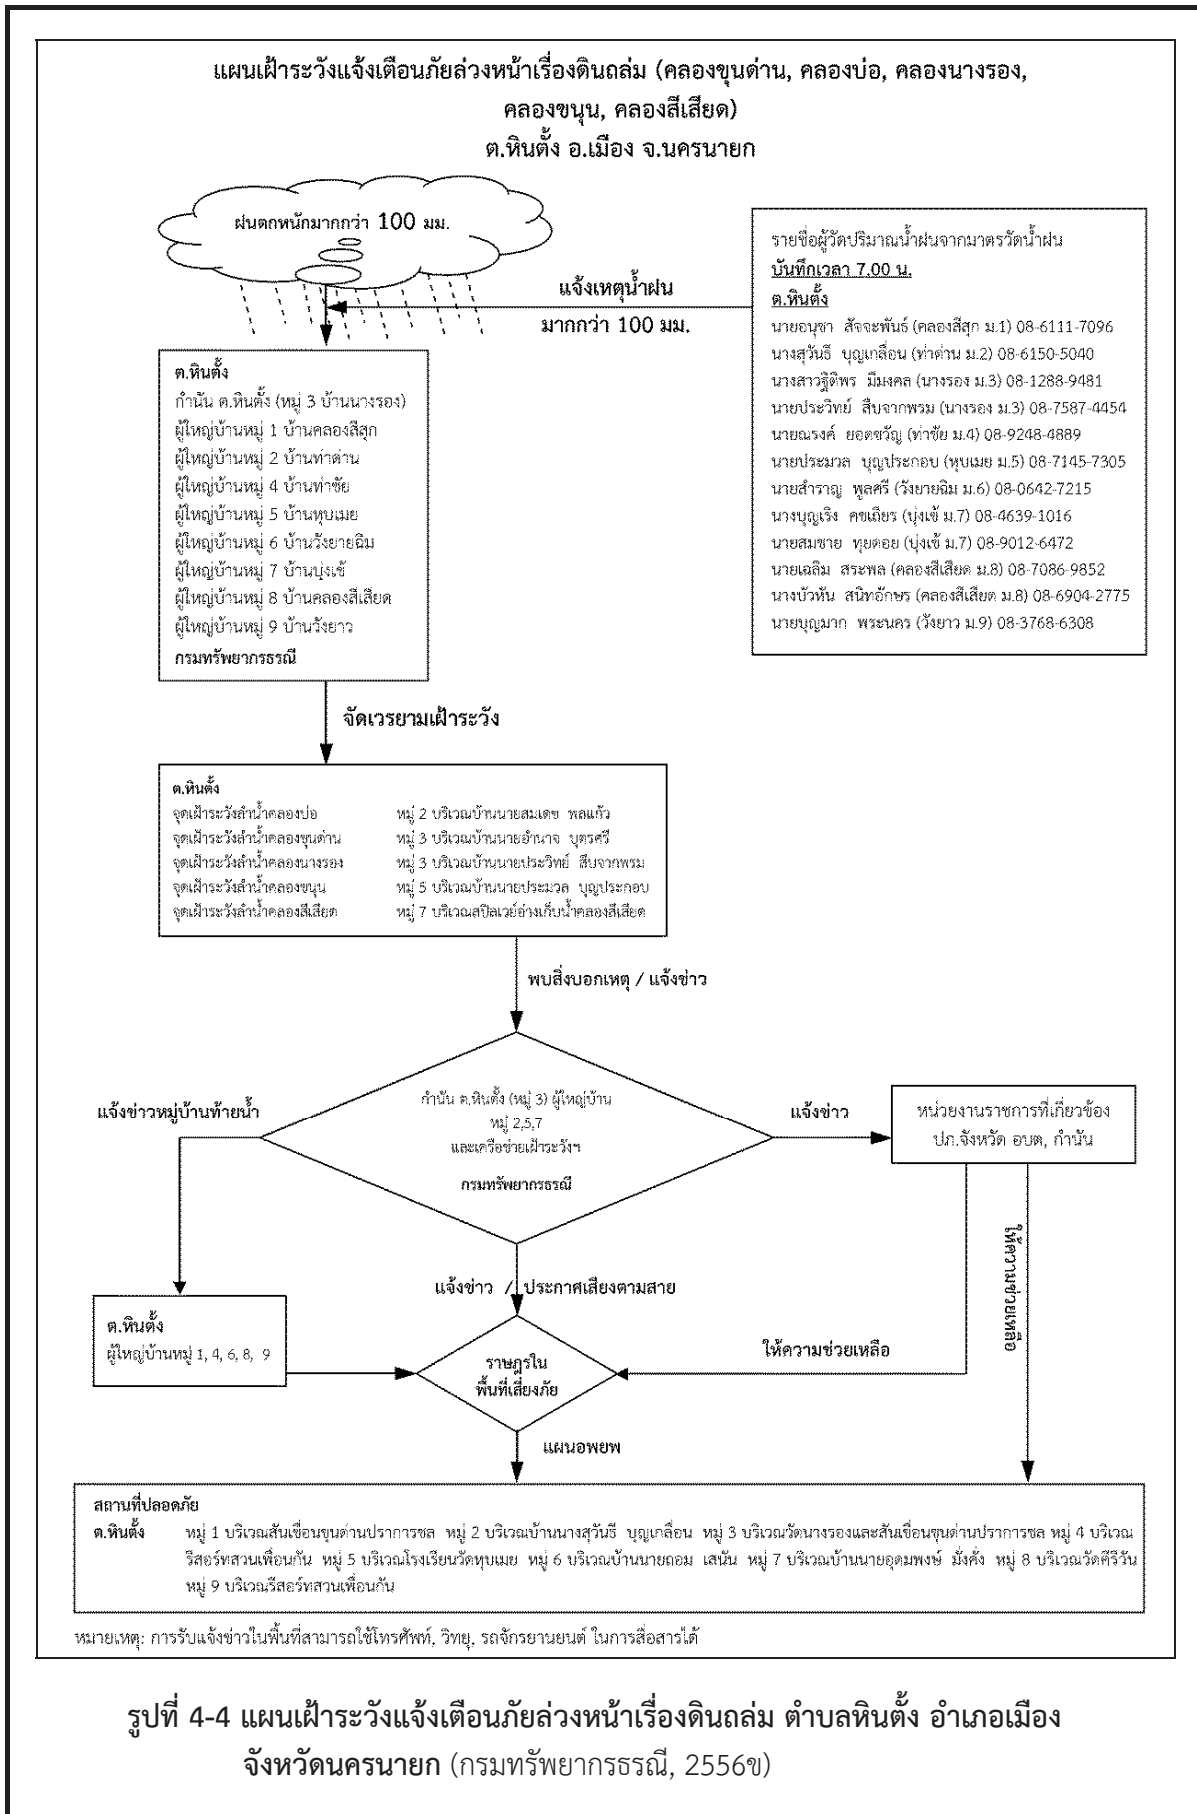 แผนเฝ้าระวังแจ้งเตือนภัยล่วงหน้าเรื่องดินถล่ม (คลองขุนด่าน, คลองบ่อ, คลองนางรอง,
คลองขนุน, คลองสีเสียด)
ต.หินตั้ง อ.เมือง จ.นครนายก
ฝนตกหนักมากกว่า 100 มม.
แจ้งเหตุน้ำฝน
มากกว่า 100 มม.
รายชื่อผู้วัดปริมาณน้ำฝนจากมาตรวัดน้ำฝน
บันทึกเวลา 7.00 น.
ต.หินตั้ง
นายอนุชา สัจจะพันธ์ (คลองสีสุก ม.1) 08-6111-7096
นางสุวันธี บุญเกลื่อน (ท่าด่าน ม.2) 08-6150-5040
นางสาวฐิติพร มีมงคล (นางรอง ม.3) 08-1288-9481
นายประวิทย์ สืบจากพรม (นางรอง ม.3) 08-7587-4454
นายณรงค์ ยอดขวัญ (ท่าชัย ม.4) 08-9248-4889
นายประมวล บุญประกอบ (หุบเมย ม.5) 08-7145-7305
นายสำราญ พูลศรี (วังยายฉิม ม.6) 08-0642-7215
นางบุญเริง คชเถียร (บุ่งเข้ ม.7) 08-4639-1016
นายสมชาย ทุยดอย (บุ่งเข้ ม.7) 08-9012-6472
นายเฉลิม สระพล (คลองสีเสียด ม.8) 08-7086-9852
นางบัวหัน สนิทอักษร (คลองสีเสียด ม.8) 08-6904-2775
นายบุญมาก พระนคร (วังยาว ม.9) 08-3768-6308
ต.หินตั้ง
กำนัน ต.หินตั้ง (หมู่ 3 บ้านนางรอง)
ผู้ใหญ่บ้านหมู่ 1 บ้านคลองสีสุก
ผู้ใหญ่บ้านหมู่ 2 บ้านท่าด่าน
ผู้ใหญ่บ้านหมู่ 4 บ้านท่าชัย
ผู้ใหญ่บ้านหมู่ 5 บ้านหุบเมย
ผู้ใหญ่บ้านหมู่ 6 บ้านวังยายฉิม
ผู้ใหญ่บ้านหมู่ 7 บ้านบุ่งเข้
ผู้ใหญ่บ้านหมู่ 8 บ้านคลองสีเสียด
ผู้ใหญ่บ้านหมู่ 9 บ้านวังยาว
กรมทรัพยากรธรณี
จัดเวรยามเฝ้าระวัง
ต.หินตั้ง
จุดเฝ้าระวังลำน้ำคลองบ่อ หมู่ 2 บริเวณบ้านนายสมเดช พลแก้ว
จุดเฝ้าระวังลำน้ำคลองขุนด่าน หมู่ 3 บริเวณบ้านนายอำนาจ บุตรศรี
จุดเฝ้าระวังลำน้ำคลองนางรอง หมู่ 3 บริเวณบ้านนายประวิทย์ สืบจากพรม
จุดเฝ้าระวังลำน้ำคลองขนุน หมู่ 5 บริเวณบ้านนายประมวล บุญประกอบ
จุดเฝ้าระวังลำน้ำคลองสีเสียด หมู่ 7 บริเวณสปิลเวย์อ่างเก็บน้ำคลองสีเสียด
พบสิ่งบอกเหตุ / แจ้งข่าว
แจ้งข่าวหมู่บ้านท้ายน้ำ
กำนัน ต.หินตั้ง (หมู่ 3) ผู้ใหญ่บ้าน
หมู่ 2,5,7
และเครือข่ายเฝ้าระวังฯ
กรมทรัพยากรธรณี
แจ้งข่าว
หน่วยงานราชการที่เกี่ยวข้อง
ปภ.จังหวัด อบต, กำนัน
ให้ความช่วยเหลือ
แจ้งข่าว / ประกาศเสียงตามสาย
ต.หินตั้ง
ผู้ใหญ่บ้านหมู่ 1, 4, 6, 8, 9
ให้ความช่วยเหลือ
ราษฎรใน
พื้นที่เสี่ยงภัย
แผนอพยพ
สถานที่ปลอดภัย
ต.หินตั้ง หมู่ 1 บริเวณสันเขื่อนขุนด่านปราการชล หมู่ 2 บริเวณบ้านนางสุวันธี บุญเกลื่อน หมู่ 3 บริเวณวัดนางรองและสันเขื่อนขุนด่านปราการชล หมู่ 4 บริเวณ
รีสอร์ทสวนเพื่อนกัน หมู่ 5 บริเวณโรงเรียนวัดหุบเมย หมู่ 6 บริเวณบ้านนายถอม เสนัน หมู่ 7 บริเวณบ้านนายอุดมพงษ์ มั่งคั่ง หมู่ 8 บริเวณวัดคีรีวัน
หมู่ 9 บริเวณรีสอร์ทสวนเพื่อนกัน
หมายเหตุ: การรับแจ้งข่าวในพื้นที่สามารถใช้โทรศัพท์, วิทยุ, รถจักรยานยนต์ ในการสื่อสารได้
รูปที่ 4-4 แผนเฝ้าระวังแจ้งเตือนภัยล่วงหน้าเรื่องดินถล่ม ตำบลหินตั้ง อำเภอเมือง
จังหวัดนครนายก (กรมทรัพยากรธรณี, 2556ข)